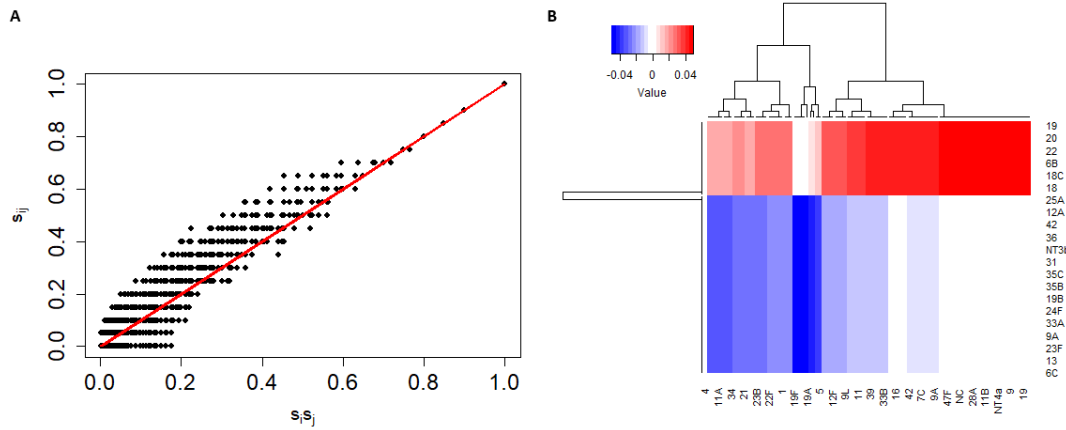 A
B
1.0
0.8
0.6
0.4
0.2
0.0
sij
0.0 0.2 0.4 0.6 0.8 1.0
sisj
-0.04 0 0.04
Value
19
20
22
6B
18C
18
25A
12A
42
36
31
35C
35B
19B
24F
33A
9A
23F
13
6C
4 11A 34 21 23B 22F 1 19F 19A 5 12F 9L 11 39 33B 16 42 7C 9A 47F NC 28A 11B NT4a 9 19